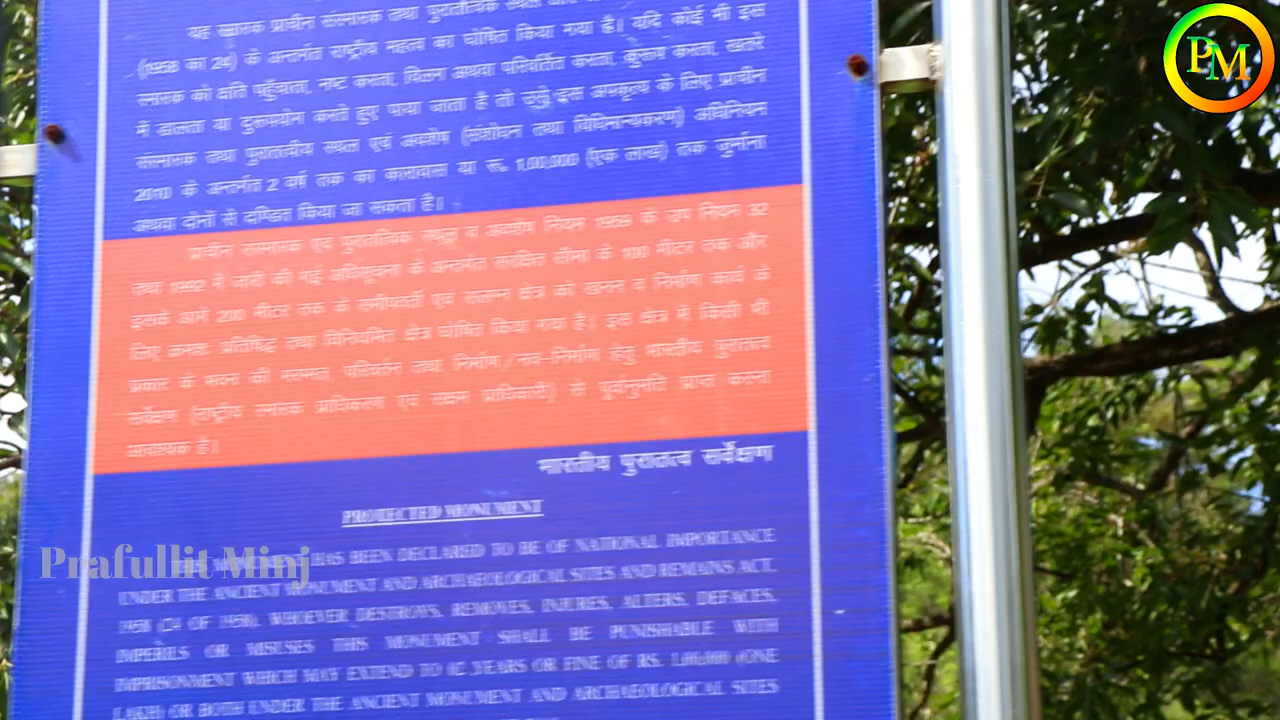 यह स्मारक प्राचीन संस्मारक तथा पुरातात्विक स्थल और
(1958 का 24) के अन्तर्गत राष्ट्रीय महत्व का घोषित किया गया है। यदि कोई भी इस
स्मारक को क्षति पहुँचाता, नष्ट करता, विलग अथवा परिवर्तित करता, कुरूप करता, खतरे
में डालता या दुरूपयोग करते हुए पाया जाता है तो उसे इस अपकृत्य के लिए प्राचीन
संस्मारक तथा पुरातत्वीय स्थल एवं अवशेष (संशोधन तथा विधिमान्यकरण) अधिनियम
2010 के अन्तर्गत 2 वर्ष तक का कारावास या रू. 1,00,000 (एक लाख) तक जुर्माना
अथवा दोनों से दण्डित किया जा सकता है।
प्राचीन संस्मारक एवं पुरातात्विक स्थल व अवशेष नियम 1959 के उप नियम 32
तथा 1992 में जारी की गई अधिसूचना के अन्तर्गत संरक्षित सीमा के 100 मीटर तक और
इसके आगे 200 मीटर तक के समीपवर्ती एवं संलग्न क्षेत्र को खनन व निर्माण कार्य के
लिए क्रमशः प्रतिषिद्ध तथा विनियमित क्षेत्र घोषित किया गया है। इस क्षेत्र में किसी भी
प्रकार के भवन की मरम्मत, परिवर्तन तथा निर्माण/नव-निर्माण हेतु भारतीय पुरातत्व
सर्वेक्षण (राष्ट्रीय स्मारक प्राधिकरण एवं सक्षम प्राधिकारी) से पूर्वानुमति प्राप्त करना
आवश्यक है।
भारतीय पुरातत्व सर्वेक्षण
PROTECTED MONUMENT
HAS BEEN DECLARED TO BE OF NATIONAL IMPORTANCE
UNDER THE ANCIENT MONUMENT AND ARCHAEOLOGICAL SITES AND REMAINS ACT,
1958 (24 OF 1958). WHOEVER DESTROYS, REMOVES, INJURES, ALTERS, DEFACES,
IMPERILS OR MISUSES THIS MONUMENT SHALL BE PUNISHABLE WITH
IMPRISONMENT WHICH MAY EXTEND TO 02 YEARS OR FINE OF RS. 1,00,000 (ONE
LAKH) OR BOTH UNDER THE ANCIENT MONUMENT AND ARCHAEOLOGICAL SITES
Prafullit Minj
PM